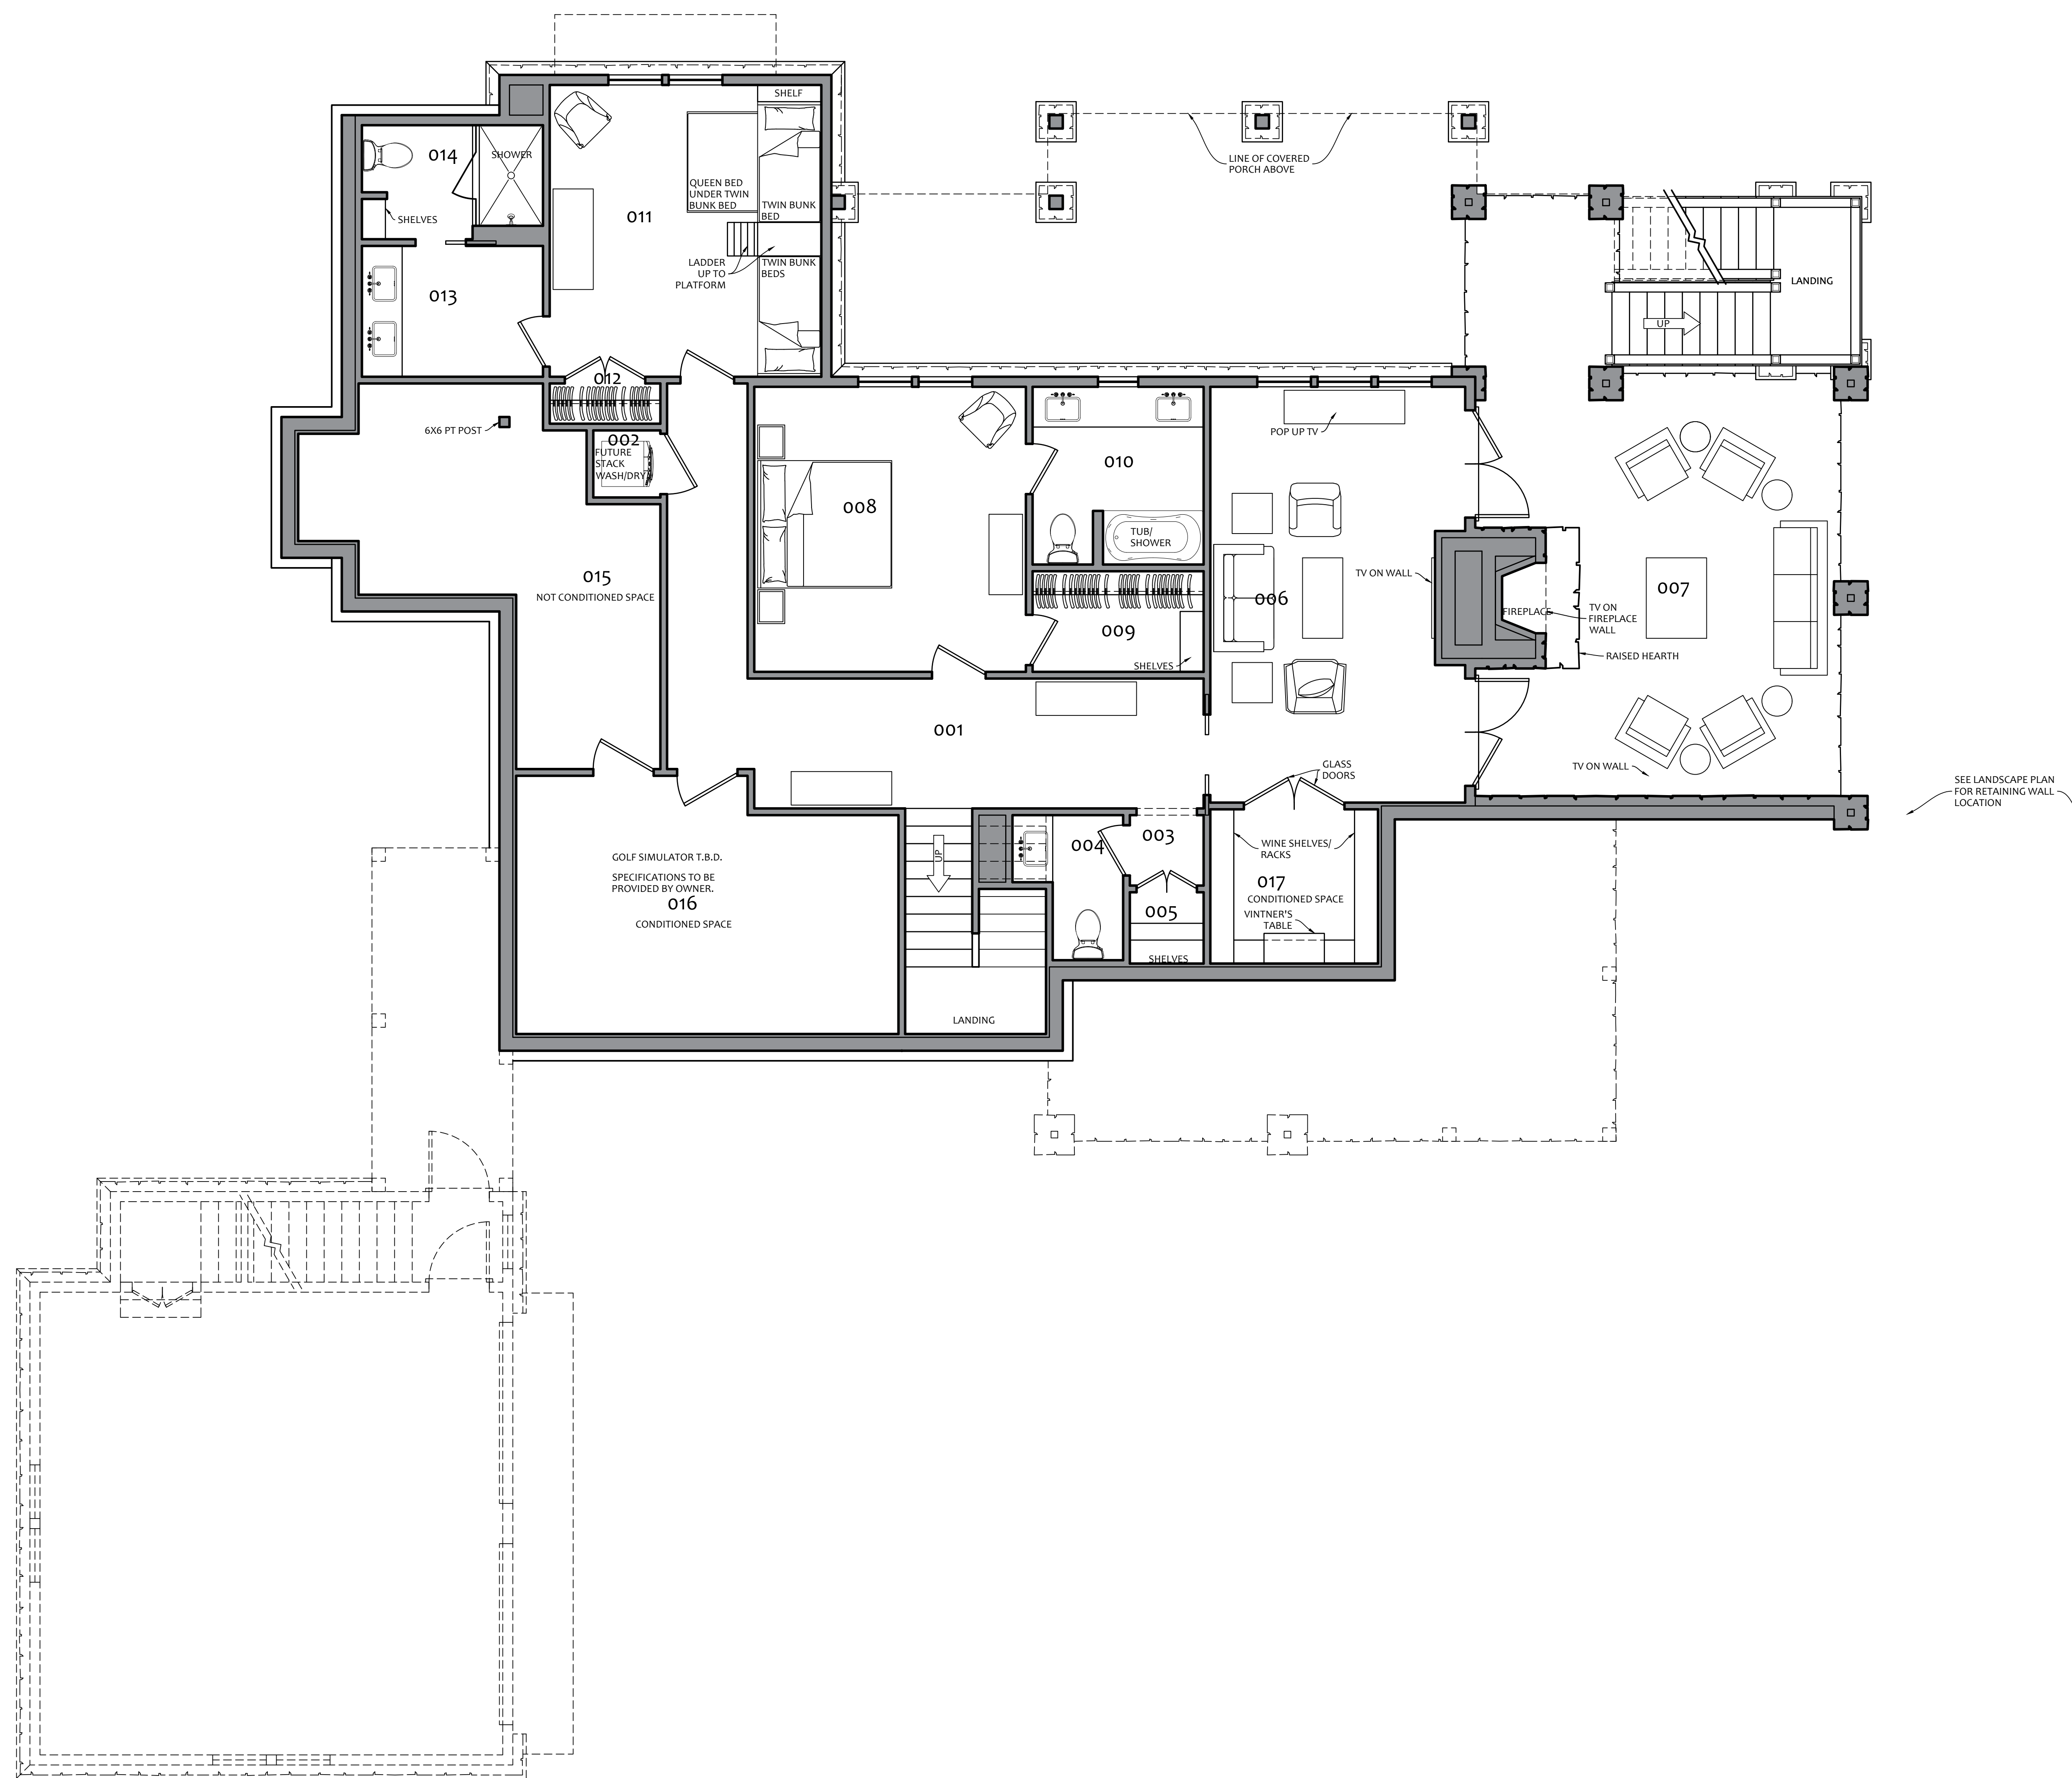 SHELF
014
SHOWER
LINE OF COVERED
PORCH ABOVE
QUEEN BED
UNDER TWIN
BUNK BED
TWIN BUNK
BED
011
SHELVES
LADDER
UP TO
PLATFORM
TWIN BUNK
BEDS
LANDING
013
UP
012
6X6 PT POST
002
FUTURE
STACK
WASH/DRY
POP UP TV
010
008
TUB/
SHOWER
015
NOT CONDITIONED SPACE
TV ON WALL
007
006
FIREPLACE
TV ON
FIREPLACE
WALL
009
RAISED HEARTH
SHELVES
001
GLASS
DOORS
TV ON WALL
SEE LANDSCAPE PLAN
FOR RETAINING WALL
LOCATION
003
004
WINE SHELVES/
RACKS
UP
GOLF SIMULATOR T.B.D.
SPECIFICATIONS TO BE
PROVIDED BY OWNER.
016
CONDITIONED SPACE
017
CONDITIONED SPACE
005
VINTNER'S
TABLE
SHELVES
LANDING